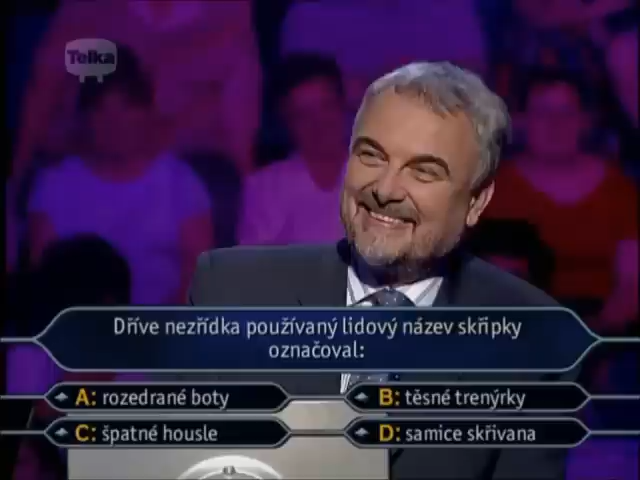 Telka
Dříve nezřídka používaný lidový název skřipky
označoval:
A: rozedrané boty
B: těsné trenýrky
C: špatné housle
D: samice skřivana